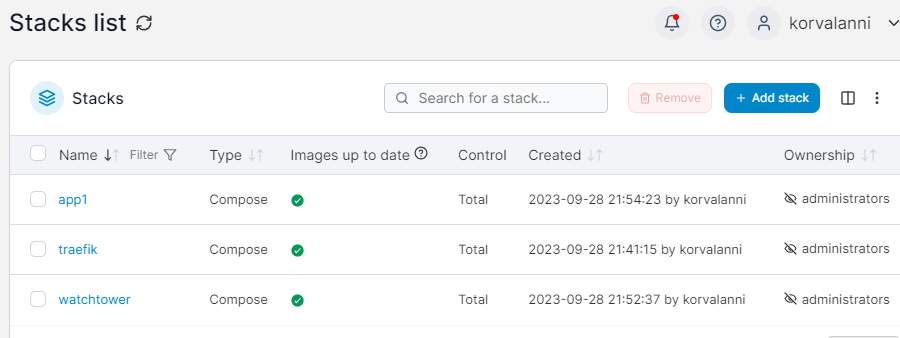 Stacks list
korvalanni
Stacks
Search for a stack...
Remove
+ Add stack
Name Filter Type Images up to date Control Created Ownership
app1 Compose Total 2023-09-28 21:54:23 by korvalanni administrators
traefik Compose Total 2023-09-28 21:41:15 by korvalanni administrators
watchtower Compose Total 2023-09-28 21:52:37 by korvalanni administrators